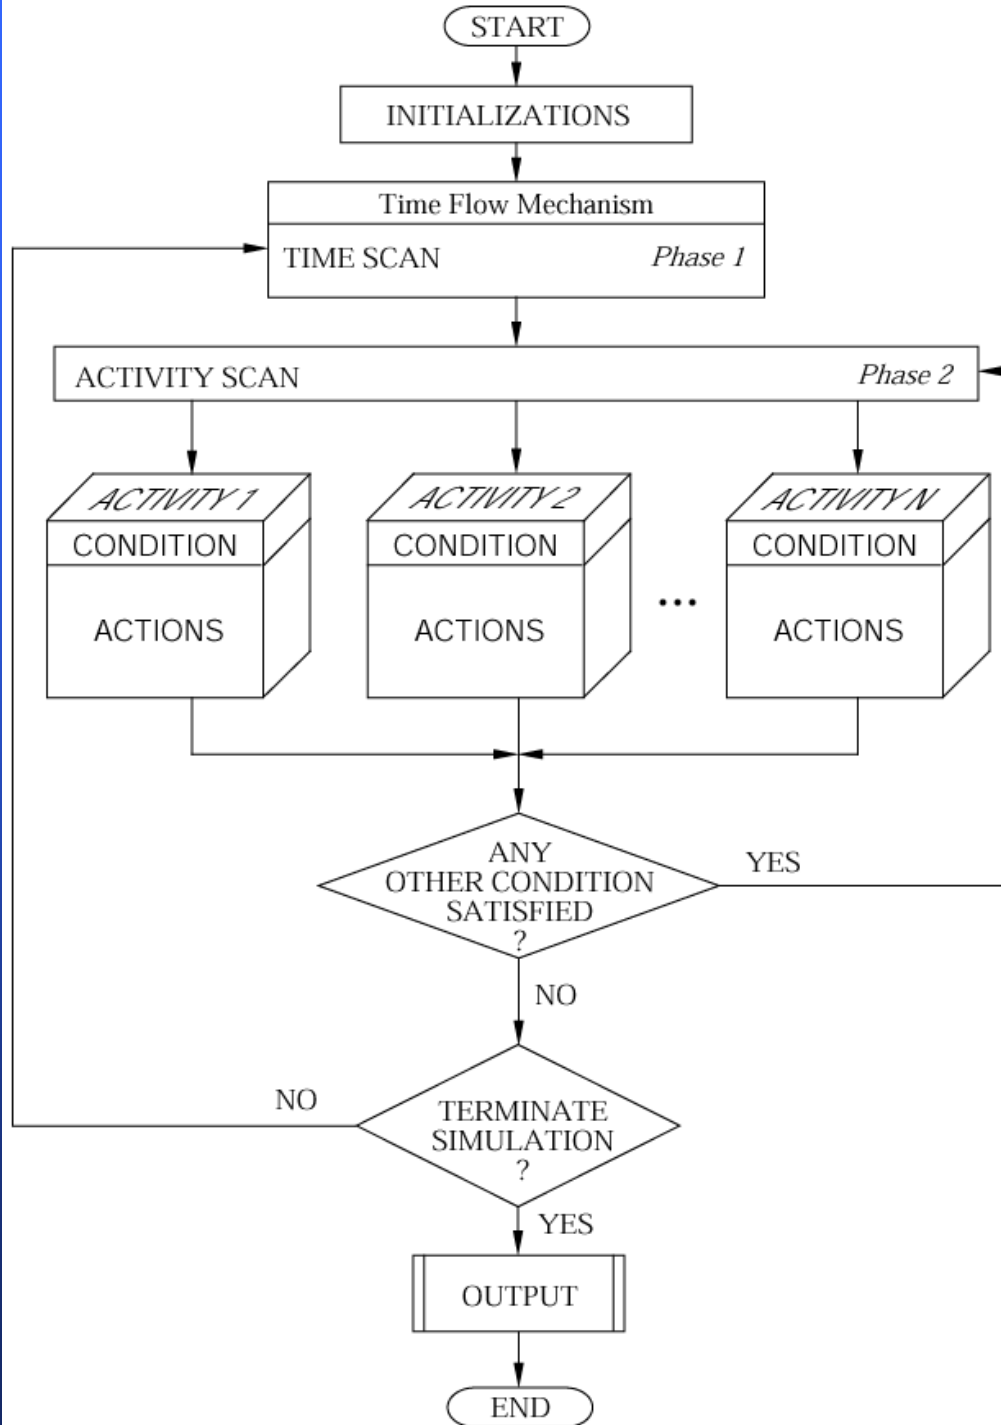 START
INITIALIZATIONS
Time Flow Mechanism
TIME SCAN
Phase 1
ACTIVITY SCAN
Phase 2
ACTIVITY 1
CONDITION
ACTIONS
ACTIVITY 2
CONDITION
ACTIONS
...
ACTIVITY N
CONDITION
ACTIONS
ANY
OTHER CONDITION
SATISFIED
?
YES
NO
TERMINATE
SIMULATION
?
NO
YES
OUTPUT
END